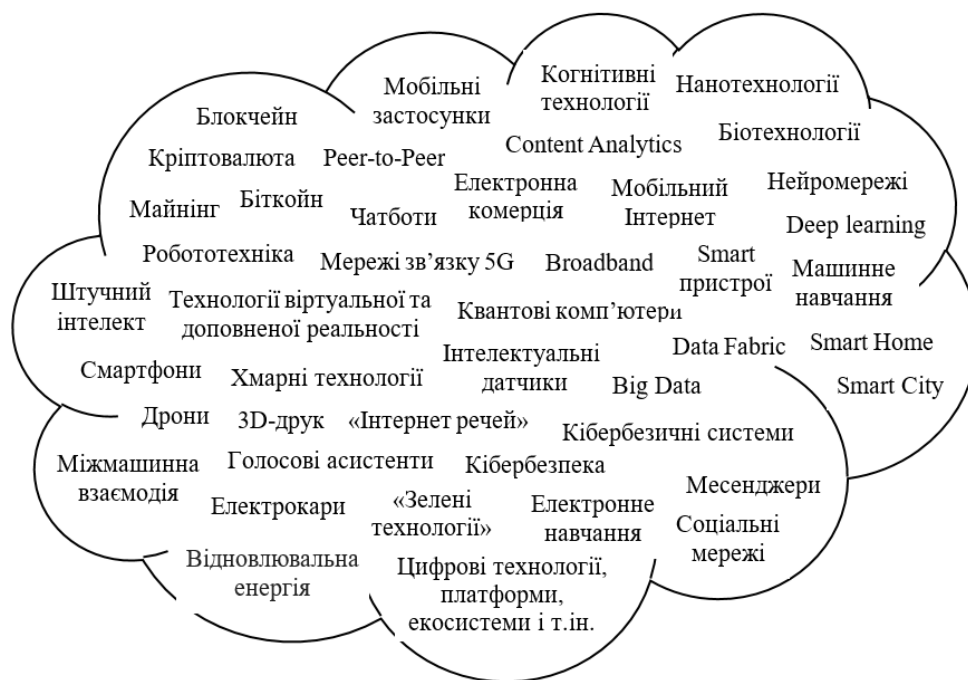 Мобільні
застосунки
Когнітивні
технології
Нанотехнології
Блокчейн
Content Analytics
Біотехнології
Кріптовалюта
Peer-to-Peer
Електронна
комерція
Мобільний
Інтернет
Нейромережі
Майнінг
Біткойн
Чатботи
Deep learning
Робототехніка
Мережі зв’язку 5G
Broadband
Smart
пристрої
Машинне
навчання
Штучний
інтелект
Технології віртуальної та
доповненої реальності
Квантові комп’ютери
Смартфони
Хмарні технології
Інтелектуальні
датчики
Data Fabric
Smart Home
Big Data
Smart City
Дрони
3D-друк
«Інтернет речей»
Кібербезичні системи
Міжмашинна
взаємодія
Голосові асистенти
Кібербезпека
Месенджери
Електрокари
«Зелені
технології»
Електронне
навчання
Соціальні
мережі
Відновлювальна
енергія
Цифрові технології,
платформи,
екосистеми і т.ін.